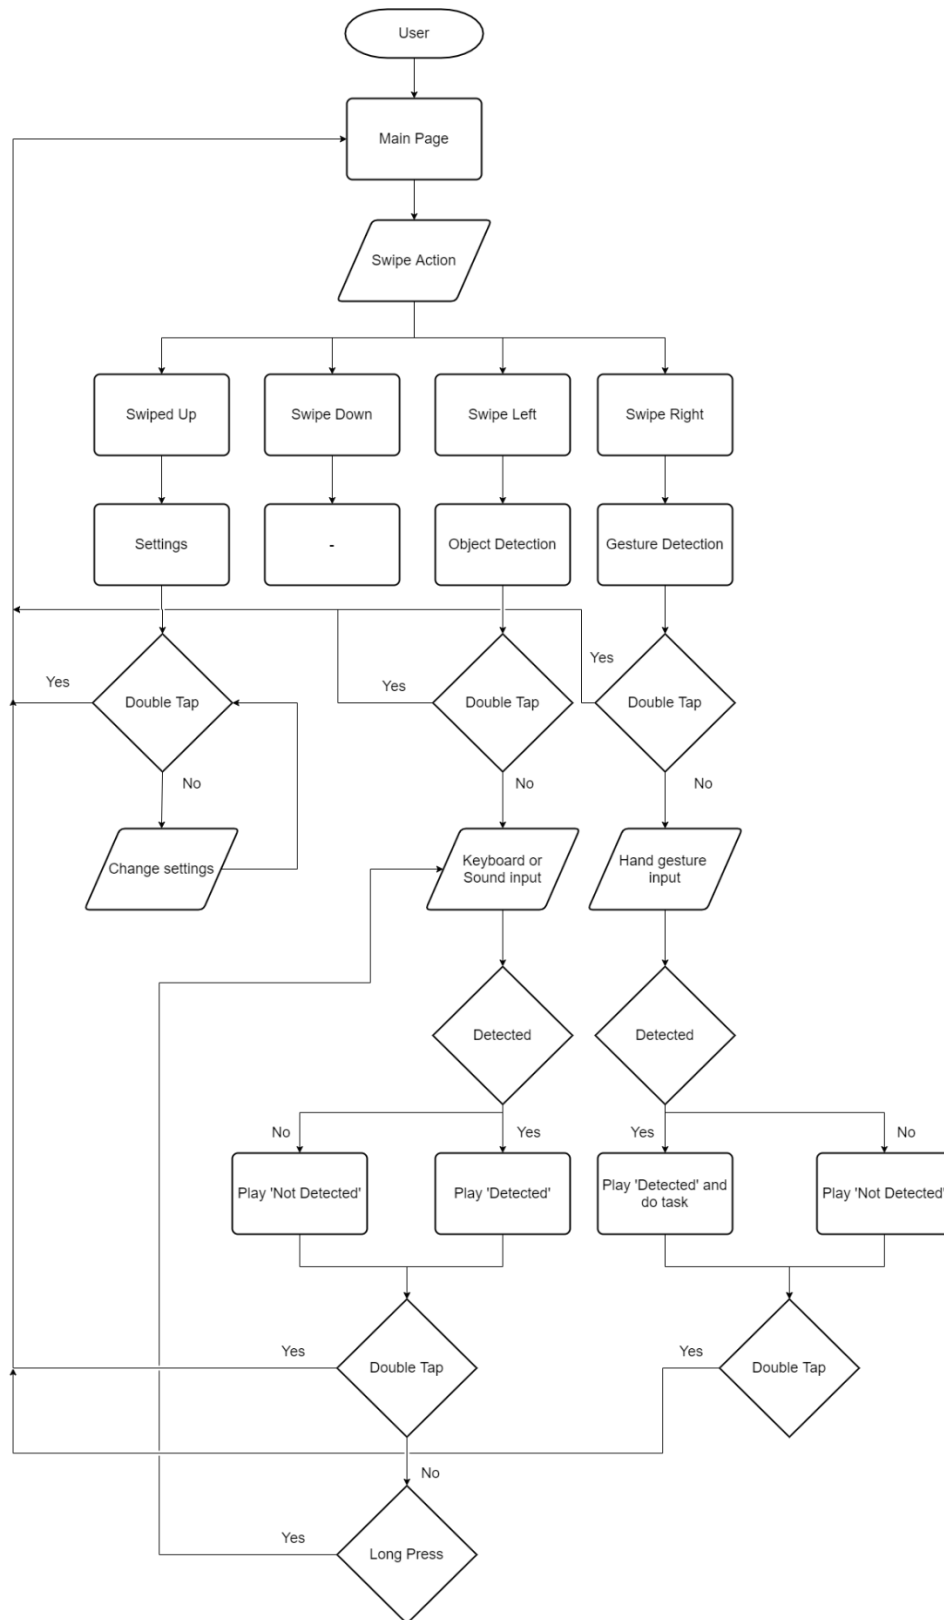 User
Main Page
Swipe Action
Swiped Up
Swipe Down
Swipe Left
Swipe Right
Settings
-
Object Detection
Gesture Detection
Yes
Double Tap
Yes
Double Tap
Yes
Double Tap
No
No
No
Change settings
Keyboard or
Sound input
Hand gesture
input
Detected
Detected
No
Yes
Yes
No
Play 'Not Detected'
Play 'Detected'
Play 'Detected' and
do task
Play 'Not Detected'
Yes
Double Tap
Yes
Double Tap
No
Yes
Long Press